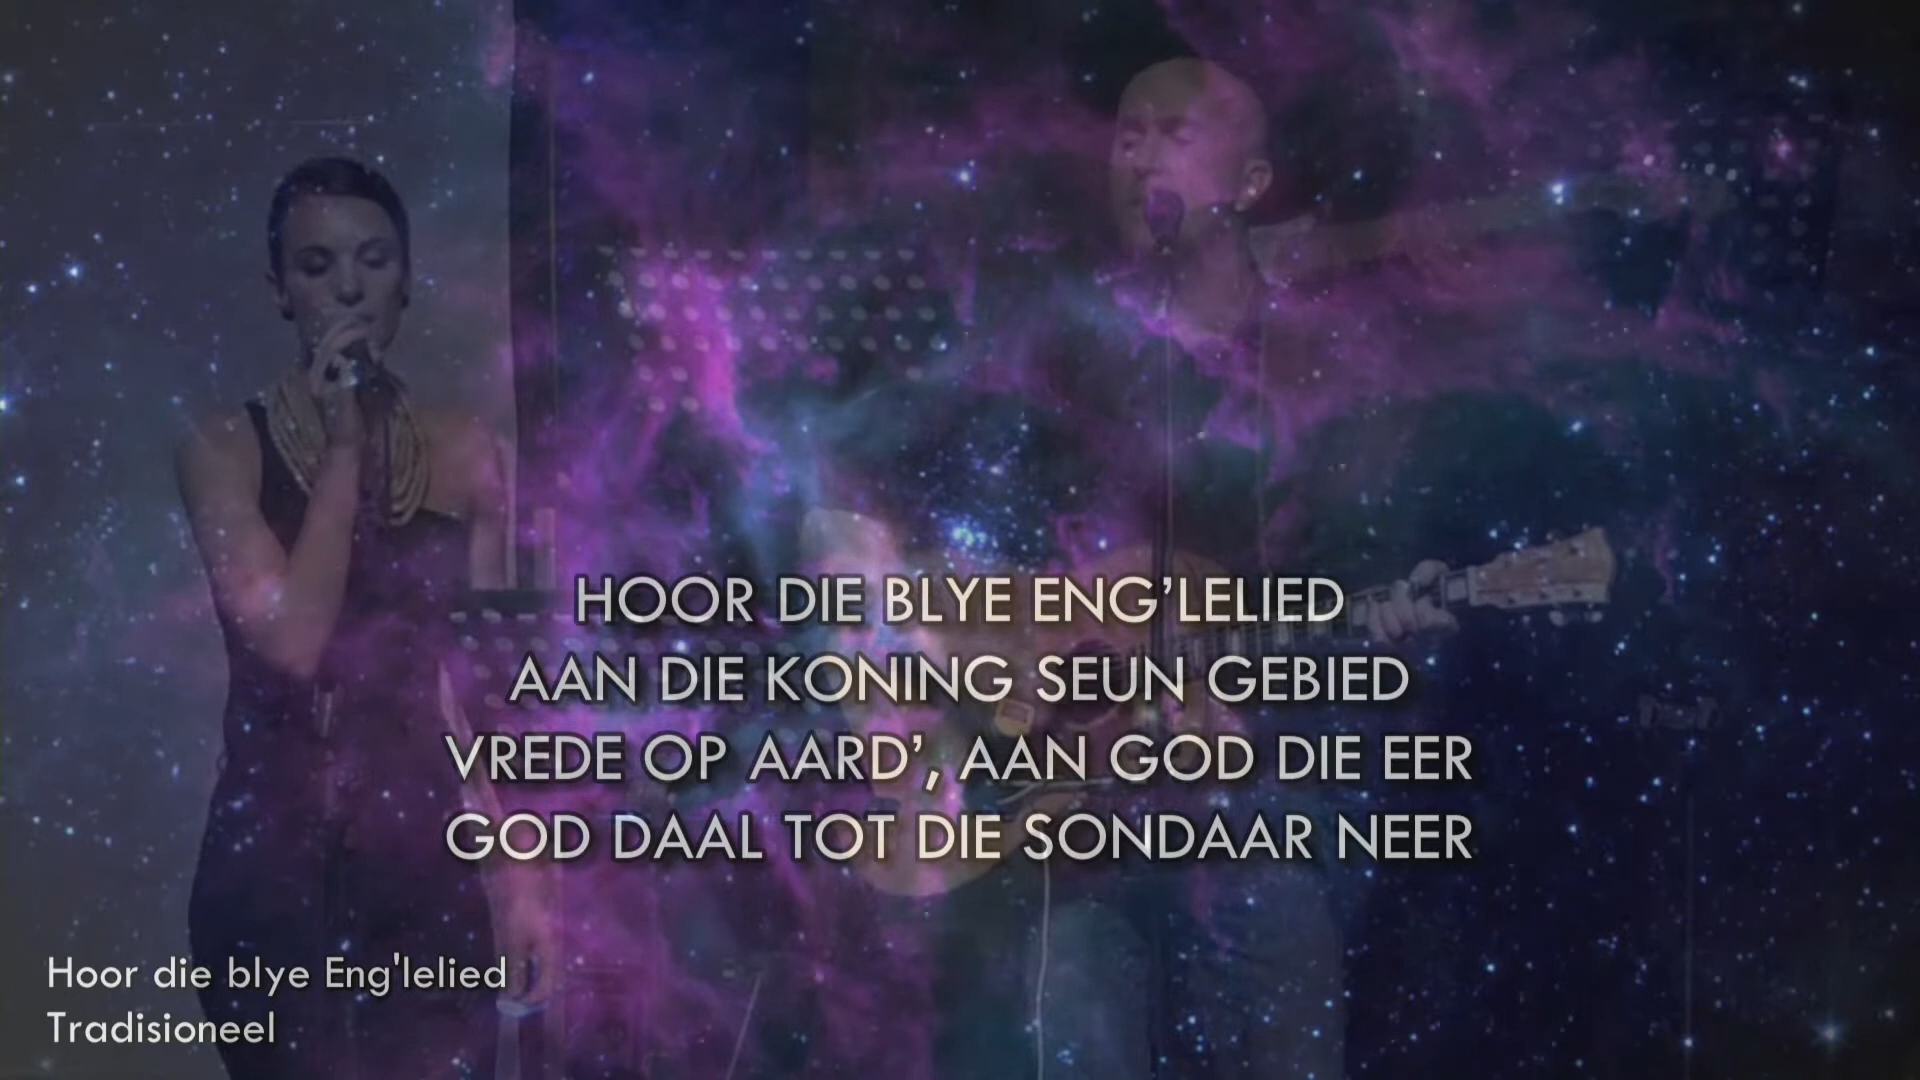 HOOR DIE BLYE ENG’LELIED
AAN DIE KONING SEUN GEBIED
VREDE OP AARD’, AAN GOD DIE EER
GOD DAAL TOT DIE SONDAAR NEER
Hoor die blye Eng'lelied
Tradisioneel